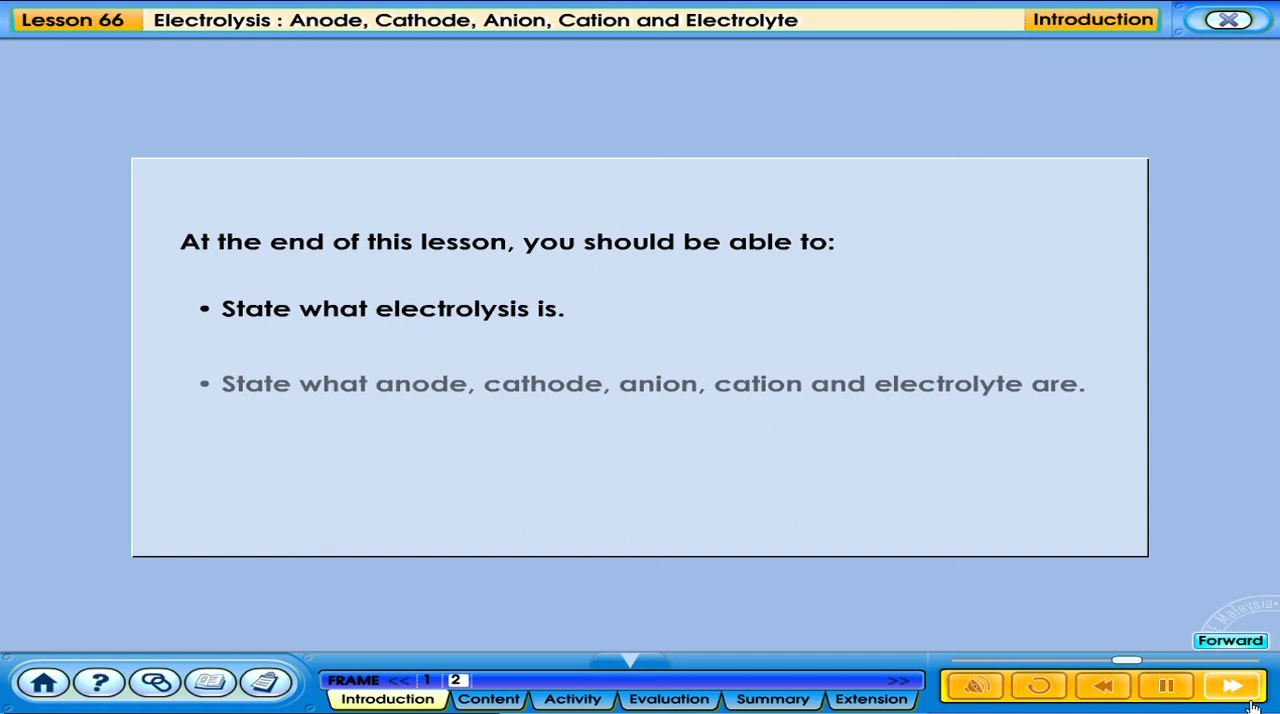 Lesson 66 Electrolysis : Anode, Cathode, Anion, Cation and Electrolyte Introduction
At the end of this lesson, you should be able to:
• State what electrolysis is.
• State what anode, cathode, anion, cation and electrolyte are.
Malaysia
Forward
FRAME << 1 2 >>
Introduction Content Activity Evaluation Summary Extension